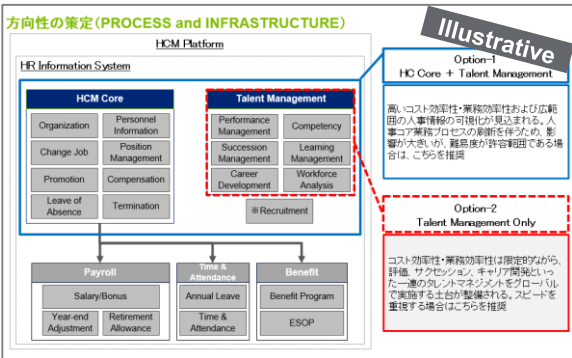 方向性の策定(PROCESS and INFRASTRUCTURE)
Illustrative
HCM Platform
HR Information System
HCM Core
Organization
Personnel
Information
Change Job
Position
Management
Promotion
Compensation
Leave of
Absence
Termination
Talent Management
Performance
Management
Competency
Succession
Management
Learning
Management
Career
Development
Workforce
Analysis
※Recruitment
Payroll
Salary/Bonus
Year-end
Adjustment
Retirement
Allowance
Time &
Attendance
Annual Leave
Time &
Attendance
Benefit
Benefit Program
ESOP
Option-1
HC Core + Talent Management
高いコスト効率性・業務効率性および広範
囲の人事情報の可視化が見込まれる。人
事コア業務プロセスの刷新を伴うため、影
響が大きいが、難易度が許容範囲である場
合は、こちらを推奨
Option-2
Talent Management Only
コスト効率性・業務効率性は限定的ながら、
評価、サクセッション、キャリア開発といっ
た一連のタレントマネジメントをグローバル
で実施する土台が整備される。スピードを
重視する場合はこちらを推奨